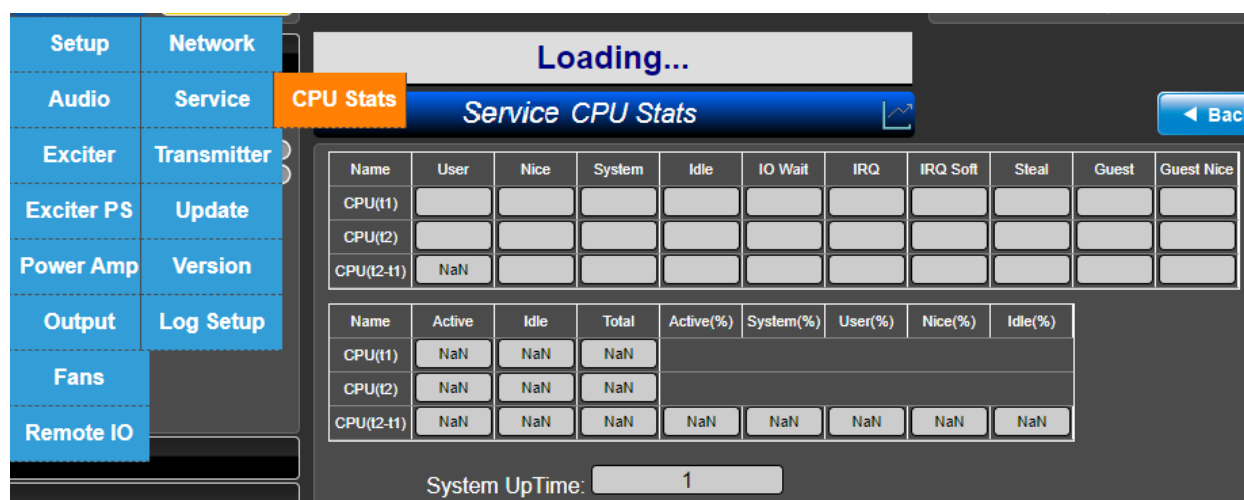 Setup
Network
Loading...
Audio
Service
CPU Stats
Service CPU Stats
Exciter
Transmitter
Name User Nice System Idle IO Wait IRQ IRQ Soft Steal Guest Guest Nice
CPU(t1)
Exciter PS
Update
CPU(t2)
Power Amp
Version
CPU(t2-t1) NaN
Output
Log Setup
Name Active Idle Total Active(%) System(%) User(%) Nice(%) Idle(%)
CPU(t1) NaN NaN NaN
Fans
CPU(t2) NaN NaN NaN
Remote IO
CPU(t2-t1) NaN NaN NaN NaN NaN NaN NaN NaN
System UpTime: 1